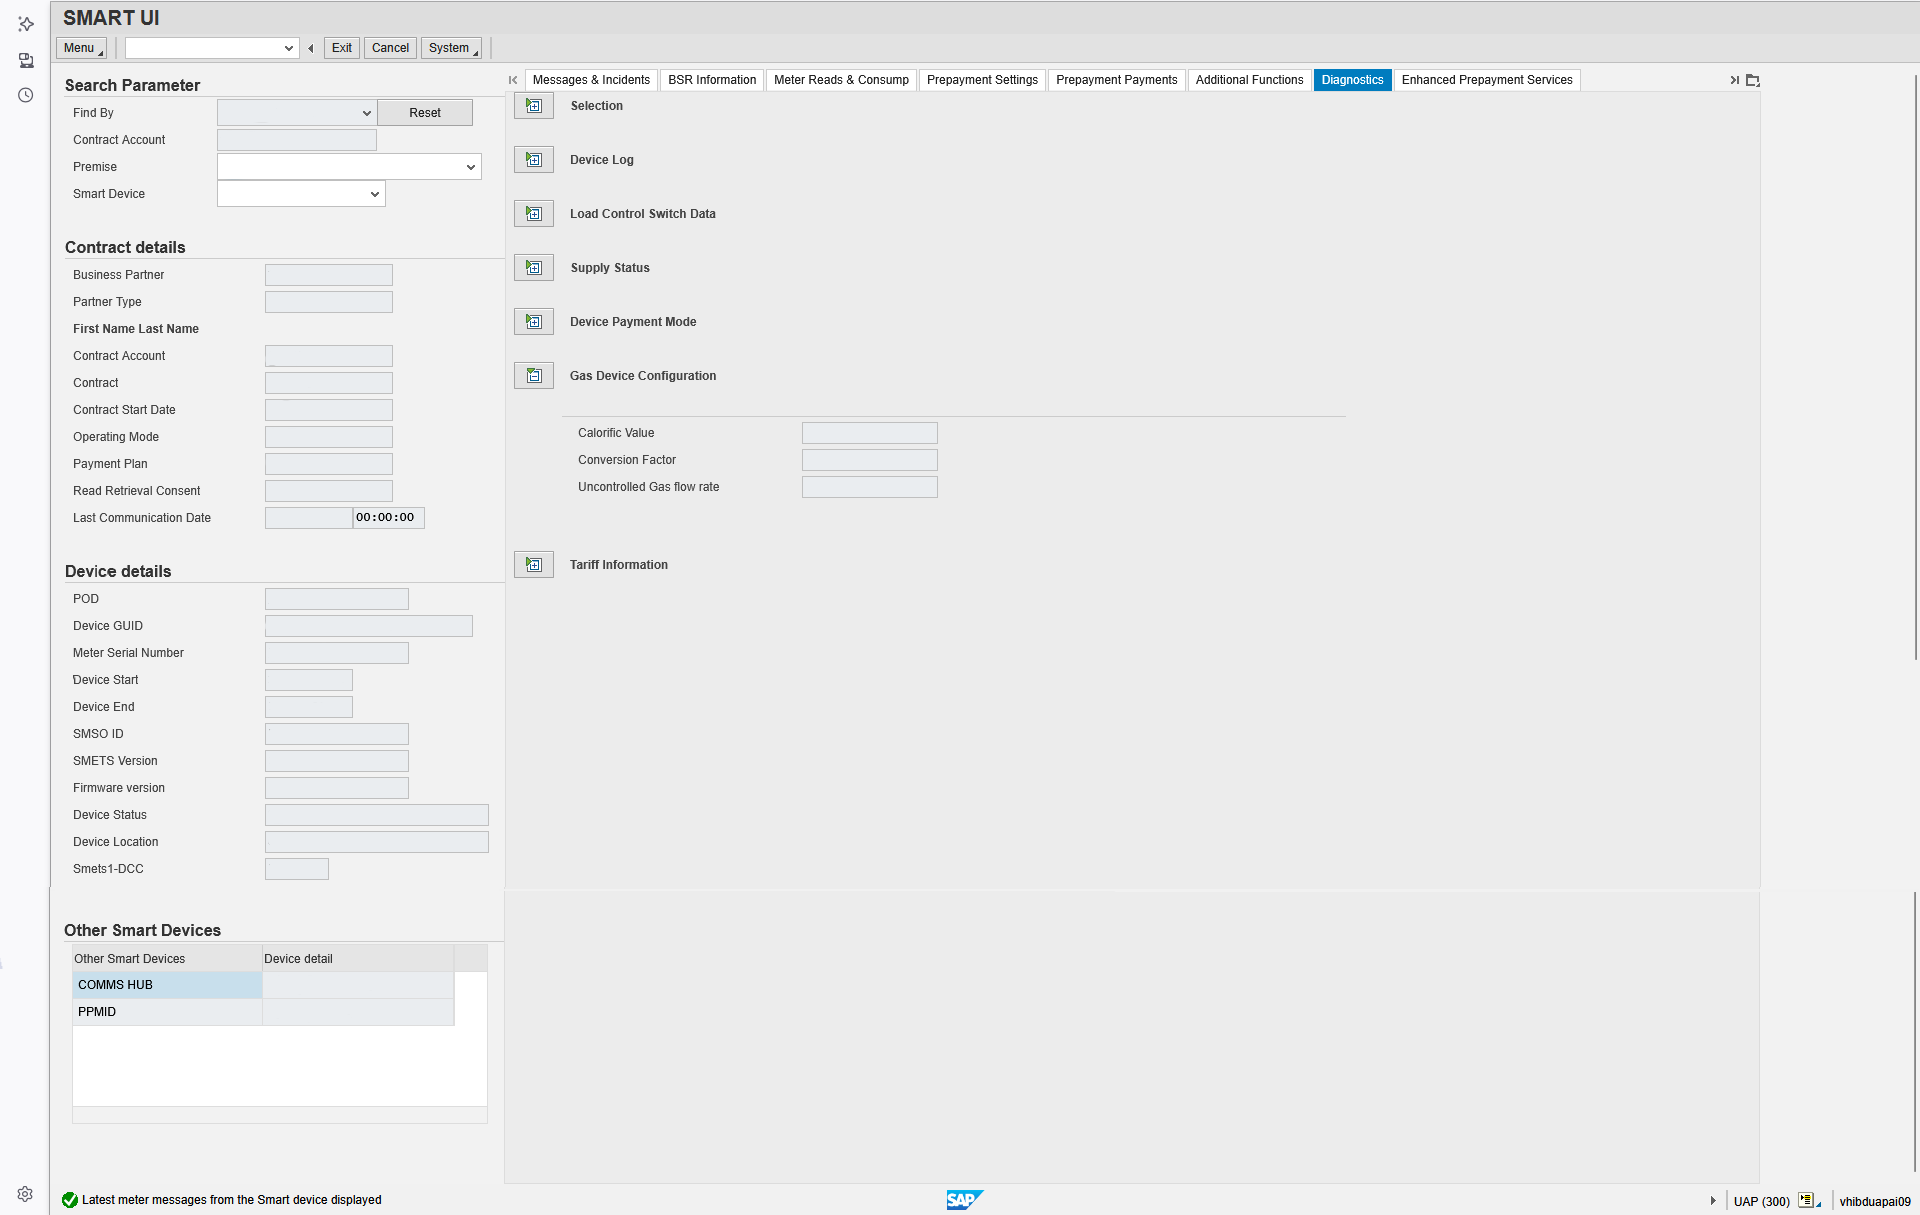 SMART UI
Menu
Exit
Cancel
System
Search Parameter
Find By
Reset
Contract Account
Premise
Smart Device
Contract details
Business Partner
Partner Type
First Name Last Name
Contract Account
Contract
Contract Start Date
Operating Mode
Payment Plan
Read Retrieval Consent
Last Communication Date 00:00:00
Device details
POD
Device GUID
Meter Serial Number
Device Start
Device End
SMSO ID
SMETS Version
Firmware version
Device Status
Device Location
Smets1-DCC
Other Smart Devices
Other Smart Devices Device detail
COMMS HUB
PPMID
Messages & Incidents
BSR Information
Meter Reads & Consump
Prepayment Settings
Prepayment Payments
Additional Functions
Diagnostics
Enhanced Prepayment Services
Selection
Device Log
Load Control Switch Data
Supply Status
Device Payment Mode
Gas Device Configuration
Calorific Value
Conversion Factor
Uncontrolled Gas flow rate
Tariff Information
Latest meter messages from the Smart device displayed
SAP
UAP (300)
vhibduapai09